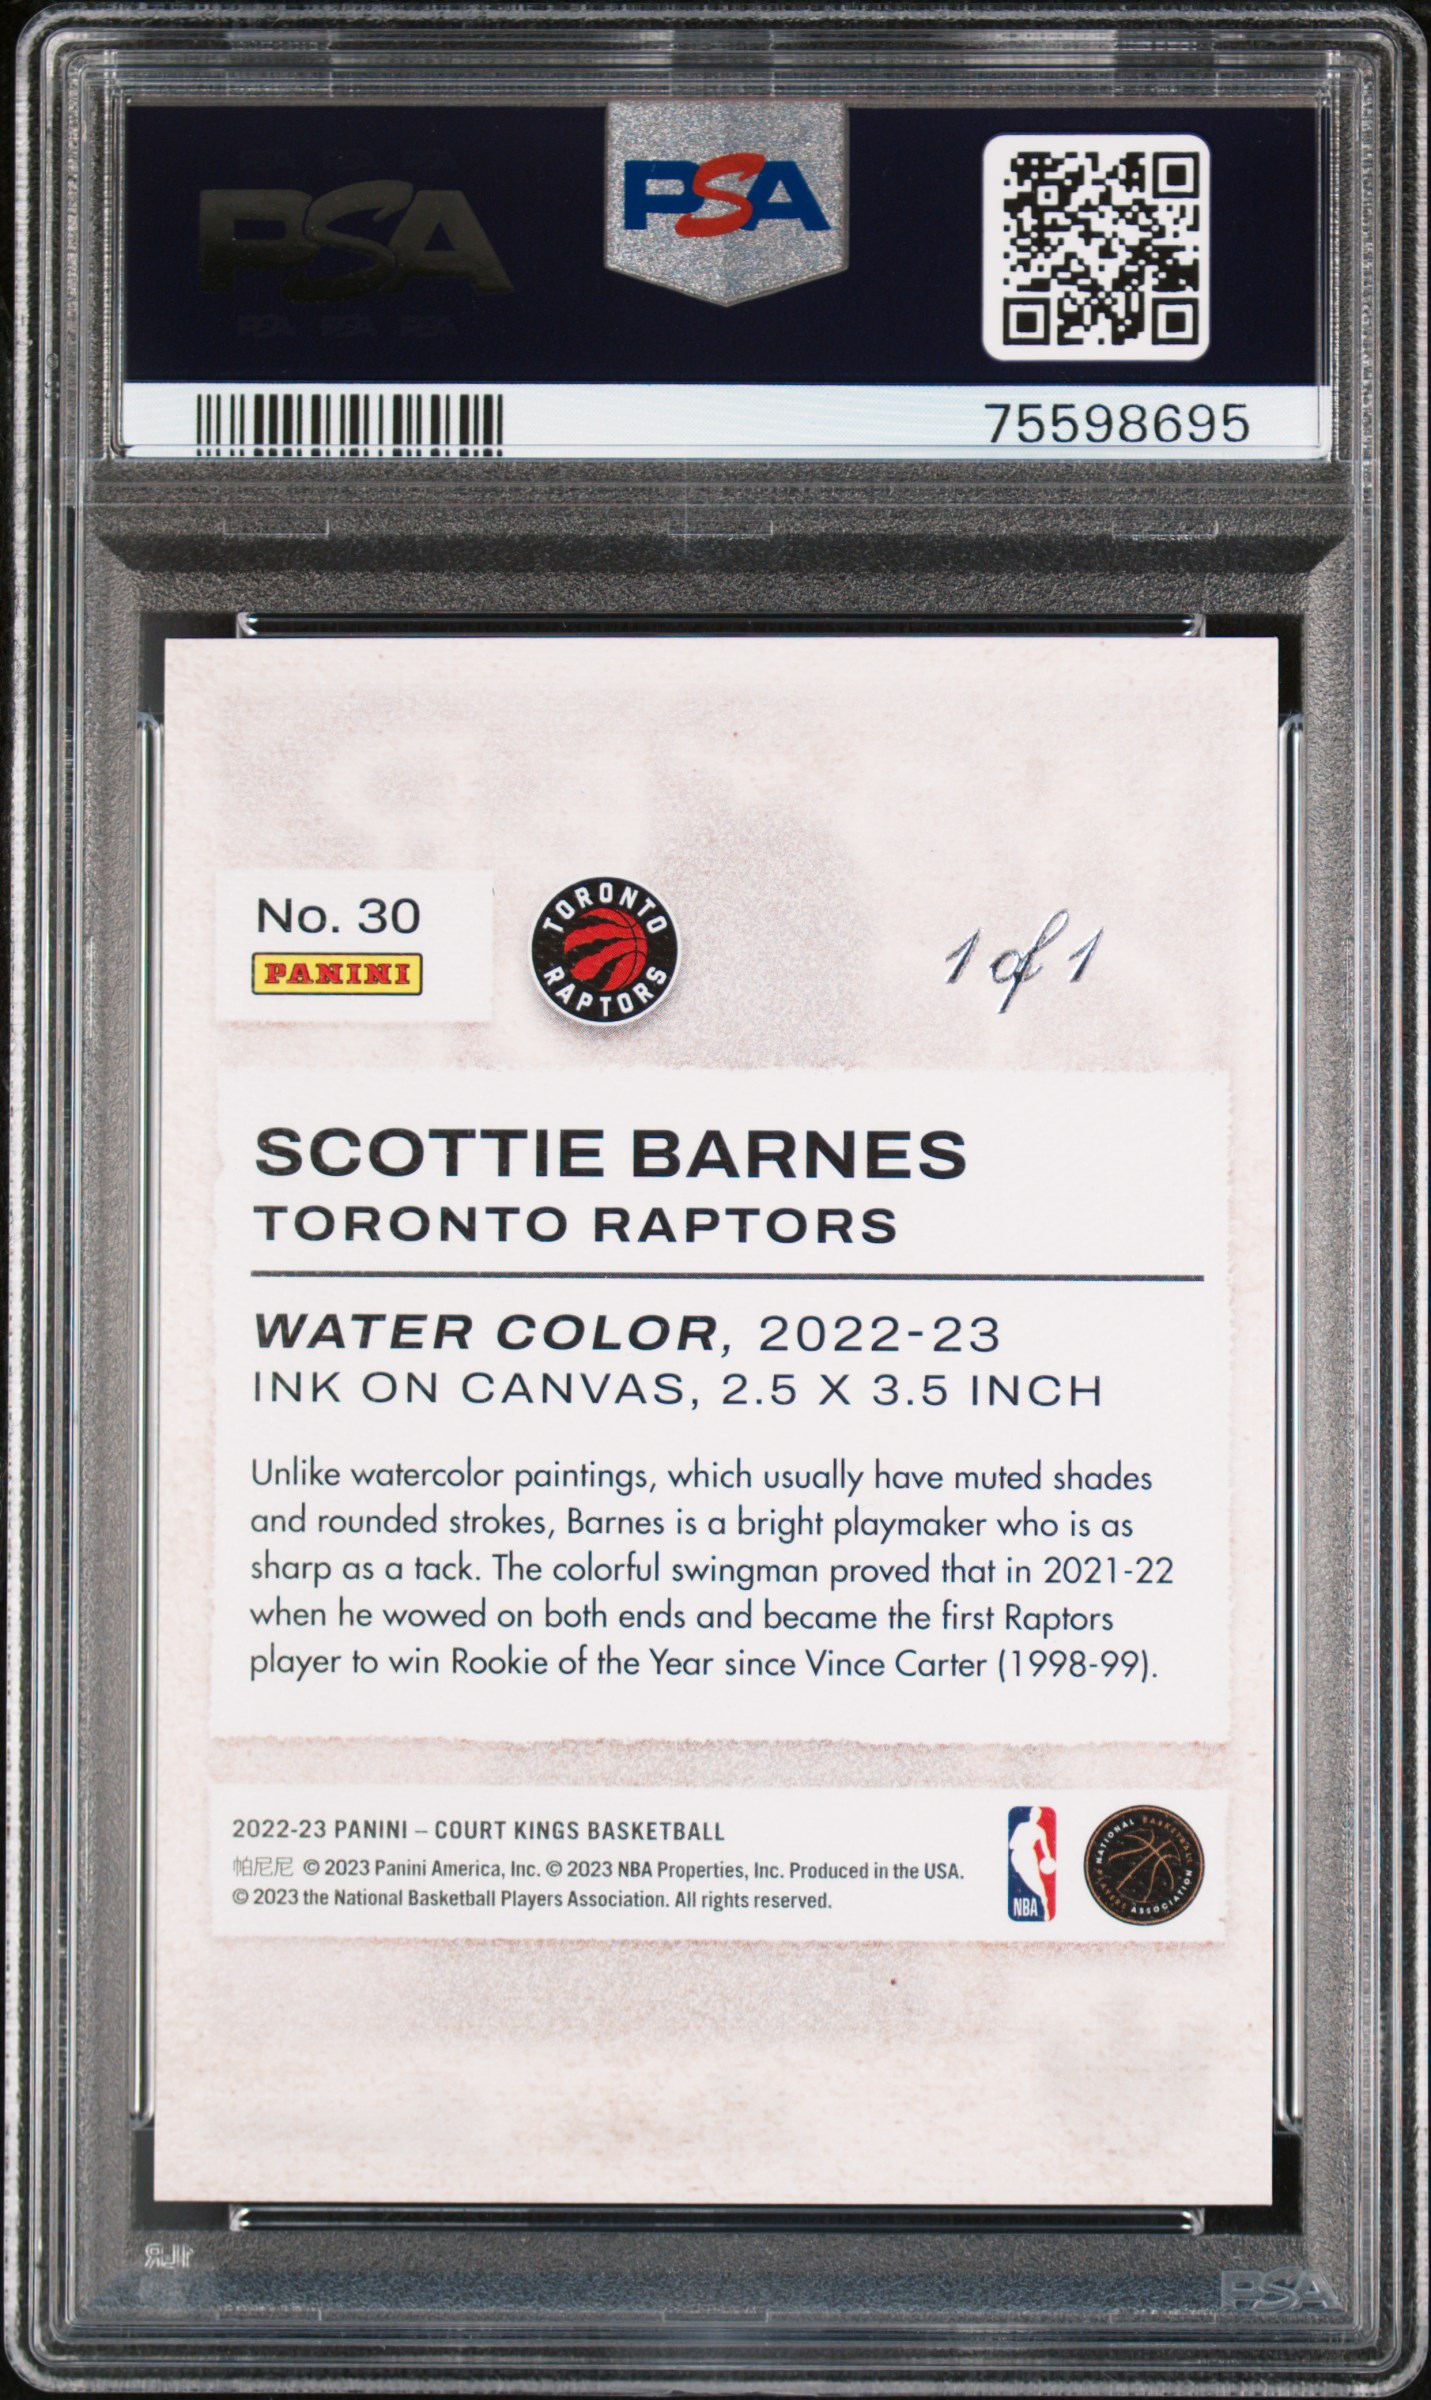 PSA
PSA
75598695
No. 30
PANINI
TORONTO
RAPTORS
1 of 1
SCOTTIE BARNES
TORONTO RAPTORS
WATER COLOR, 2022-23
INK ON CANVAS, 2.5 X 3.5 INCH
Unlike watercolor paintings, which usually have muted shades
and rounded strokes, Barnes is a bright playmaker who is as
sharp as a tack. The colorful swingman proved that in 2021-22
when he wowed on both ends and became the first Raptors
player to win Rookie of the Year since Vince Carter (1998-99).
2022-23 PANINI – COURT KINGS BASKETBALL
帕尼尼 © 2023 Panini America, Inc. © 2023 NBA Properties, Inc. Produced in the USA.
© 2023 the National Basketball Players Association. All rights reserved.
NBA
NATIONAL BASKETBALL
PLAYERS ASSOCIATION
PSA